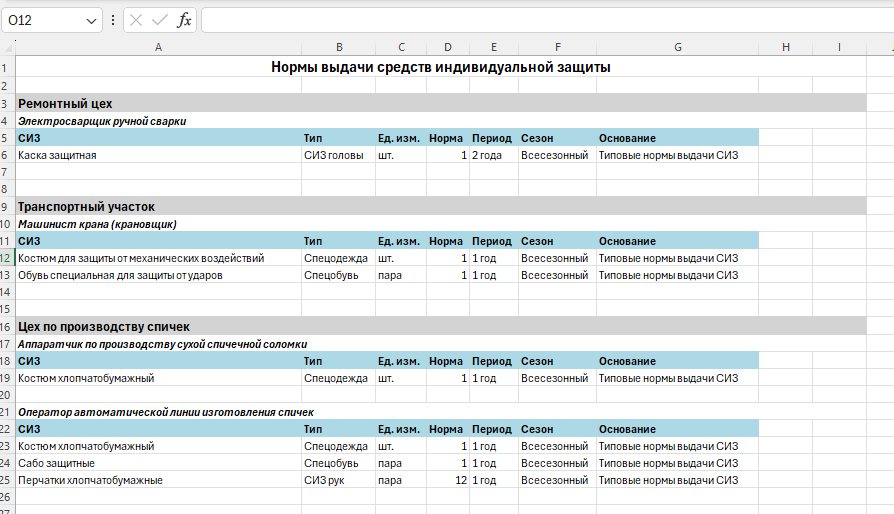 O12 fx
A B C D E F G H I
1 Нормы выдачи средств индивидуальной защиты
2
3 Ремонтный цех
4 Электросварщик ручной сварки
5 СИЗ Тип Ед. изм. Норма Период Сезон Основание
6 Каска защитная СИЗ головы шт. 1 2 года Всесезонный Типовые нормы выдачи СИЗ
7
8
9 Транспортный участок
10 Машинист крана (крановщик)
11 СИЗ Тип Ед. изм. Норма Период Сезон Основание
12 Костюм для защиты от механических воздействий Спецодежда шт. 1 1 год Всесезонный Типовые нормы выдачи СИЗ
13 Обувь специальная для защиты от ударов Спецобувь пара 1 1 год Всесезонный Типовые нормы выдачи СИЗ
14
15
16 Цех по производству спичек
17 Аппаратчик по производству сухой спичечной соломки
18 СИЗ Тип Ед. изм. Норма Период Сезон Основание
19 Костюм хлопчатобумажный Спецодежда шт. 1 1 год Всесезонный Типовые нормы выдачи СИЗ
20
21 Оператор автоматической линии изготовления спичек
22 СИЗ Тип Ед. изм. Норма Период Сезон Основание
23 Костюм хлопчатобумажный Спецодежда шт. 1 1 год Всесезонный Типовые нормы выдачи СИЗ
24 Сабо защитные Спецобувь пара 1 1 год Всесезонный Типовые нормы выдачи СИЗ
25 Перчатки хлопчатобумажные СИЗ рук пара 12 1 год Всесезонный Типовые нормы выдачи СИЗ
26